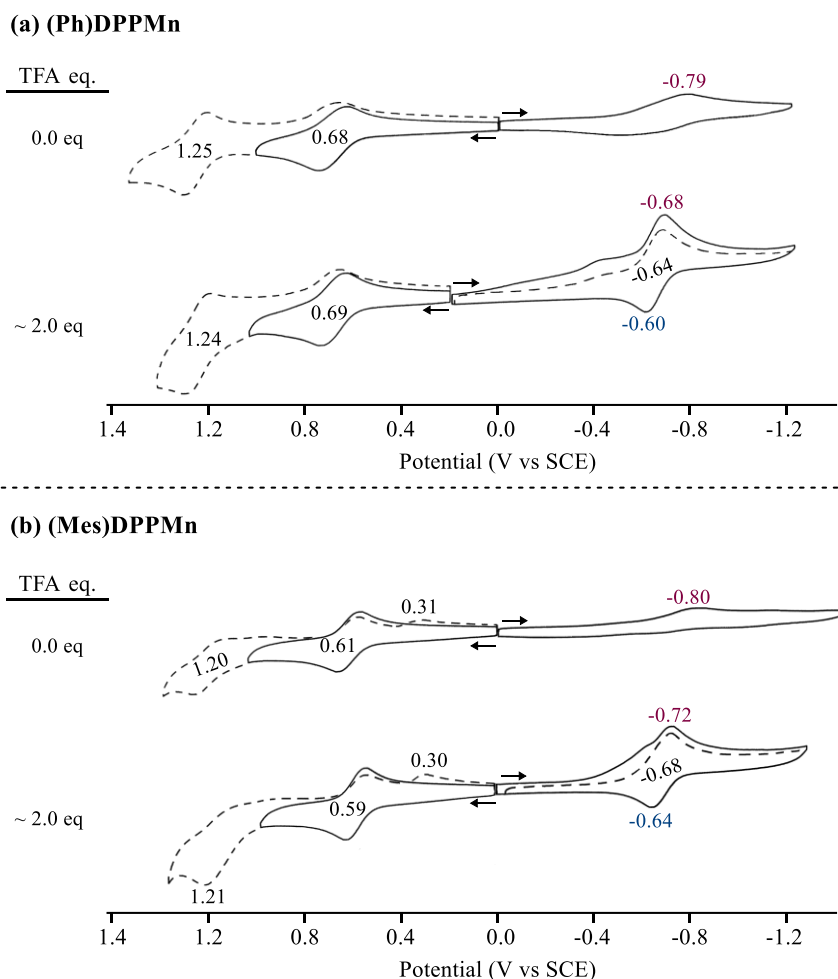 (a) (Ph)DPPMn
TFA eq.
-0.79
0.0 eq
1.25
0.68
-0.68
-0.64
~ 2.0 eq
1.24
0.69
-0.60
1.4 1.2 0.8 0.4 0.0 -0.4 -0.8 -1.2
Potential (V vs SCE)
(b) (Mes)DPPMn
TFA eq.
0.31
-0.80
0.0 eq
1.20
0.61
-0.72
0.30
-0.68
~ 2.0 eq
0.59
-0.64
1.21
1.4 1.2 0.8 0.4 0.0 -0.4 -0.8 -1.2
Potential (V vs SCE)